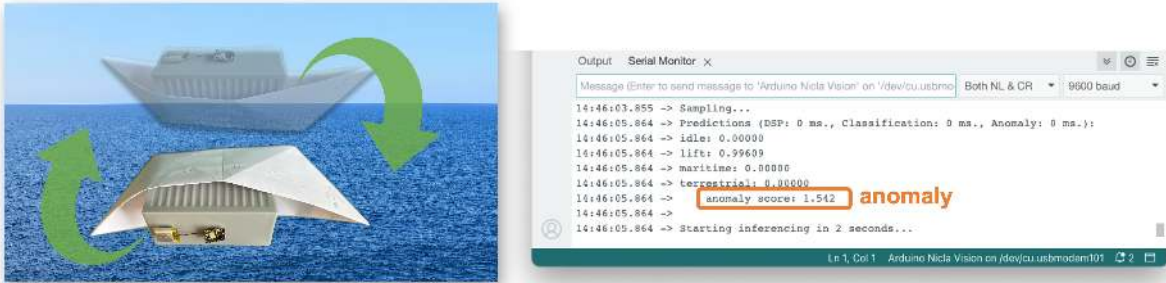 Output Serial Monitor ×
Message (Enter to send message to 'Arduino Nicla Vision' on '/dev/cu.usbmo Both NL & CR 9600 baud
14:46:03.855 -> Sampling...
14:46:05.864 -> Predictions (DSP: 0 ms., Classification: 0 ms., Anomaly: 0 ms.):
14:46:05.864 -> idle: 0.00000
14:46:05.864 -> lift: 0.99609
14:46:05.864 -> maritime: 0.00000
14:46:05.864 -> terrestrial: 0.00000
14:46:05.864 -> anomaly score: 1.542 anomaly
14:46:05.864 ->
14:46:05.864 -> Starting inferencing in 2 seconds...
Ln 1, Col 1 Arduino Nicla Vision on /dev/cu.usbmodem101 2